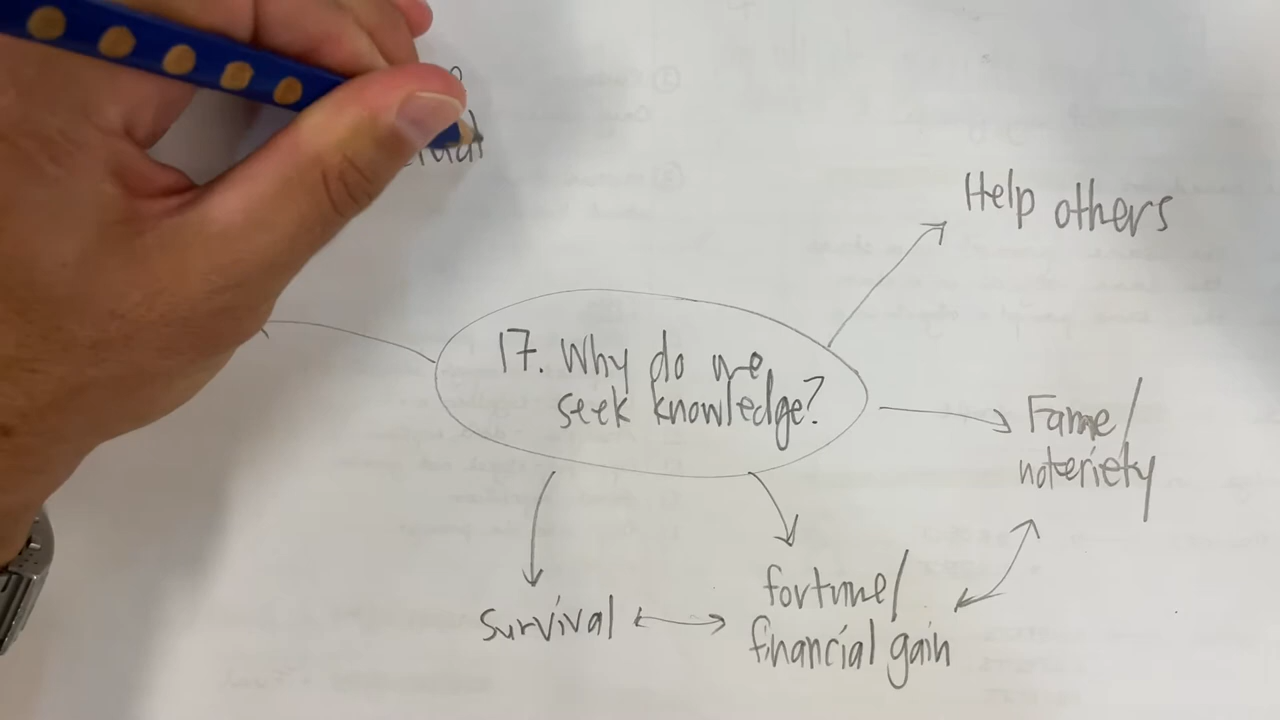 Help others
17. Why do we
seek knowledge?
Fame/
noteriety
fortune/
financial gain
survival